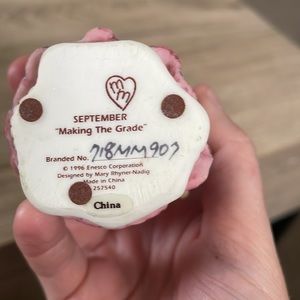 MM
SEPTEMBER
"Making The Grade"
Branded No. 718MM907
© 1996 Enesco Corporation
Designed by Mary Rhyner-Nadig
Made in China
257540
China